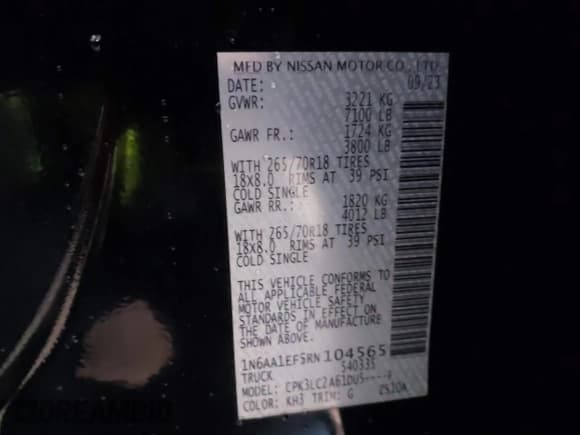 MFD BY NISSAN MOTOR CO., LTD.
DATE: 09/23
GVWR: 3221 KG
7100 LB
GAWR FR.: 1724 KG
3800 LB
WITH 265/70R18 TIRES
18X8.0 RIMS AT 39 PSI
COLD SINGLE
GAWR RR.: 1820 KG
4012 LB
WITH 265/70R18 TIRES
18X8.0 RIMS AT 39 PSI
COLD SINGLE
THIS VEHICLE CONFORMS TO
ALL APPLICABLE FEDERAL
MOTOR VEHICLE SAFETY
STANDARDS IN EFFECT ON
THE DATE OF MANUFACTURE
SHOWN ABOVE.
1N6AA1EF5RN104565
TRUCK 540335
MODEL: CPK3LC2A61DU5----
COLOR: KH3 TRIM: G
DREAMBID